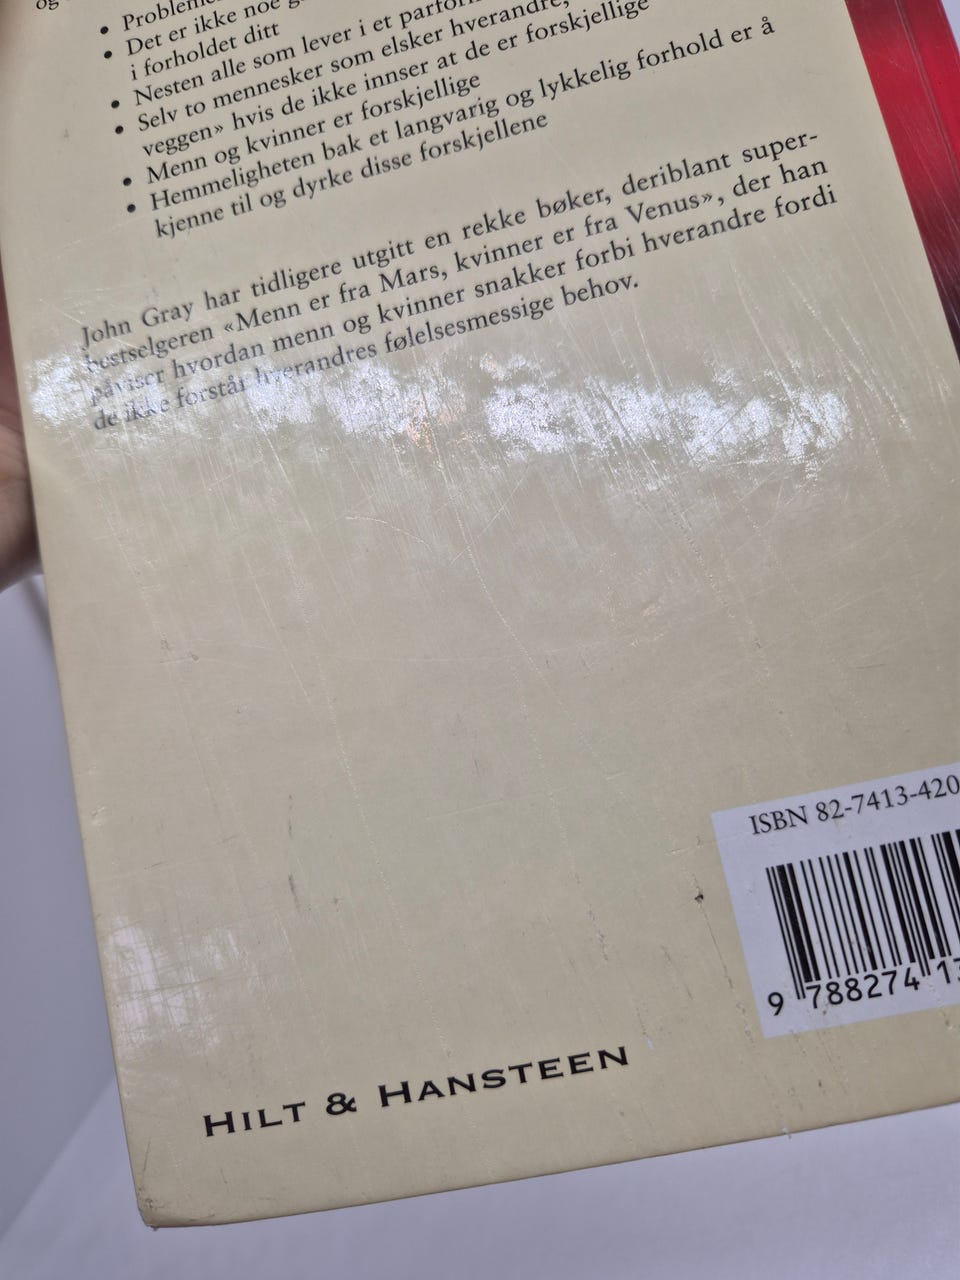 og
• Problemer
• Det er ikke noe g
i forholdet ditt
• Nesten alle som lever i et parforh
• Selv to mennesker som elsker hverandre,
veggen» hvis de ikke innser at de er forskjellige
• Menn og kvinner er forskjellige
• Hemmeligheten bak et langvarig og lykkelig forhold er å
kjenne til og dyrke disse forskjellene
John Gray har tidligere utgitt en rekke bøker, deriblant super-
bestselgeren «Menn er fra Mars, kvinner er fra Venus», der han
påviser hvordan menn og kvinner snakker forbi hverandre fordi
de ikke forstår hverandres følelsesmessige behov.
ISBN 82-7413-420
9 788274 13
HILT & HANSTEEN